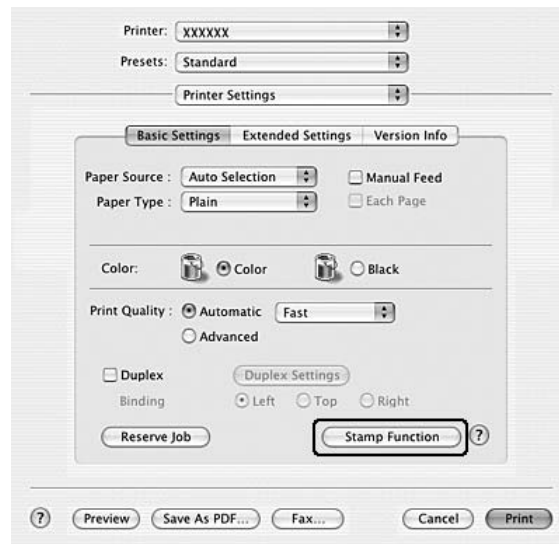 Printer: XXXXXX
Presets: Standard
Printer Settings
Basic Settings Extended Settings Version Info
Paper Source : Auto Selection Manual Feed
Paper Type : Plain Each Page
Color: Color Black
Print Quality : Automatic Fast
Advanced
Duplex Duplex Settings
Binding Left Top Right
Reserve Job Stamp Function ?
? Preview Save As PDF... Fax... Cancel Print